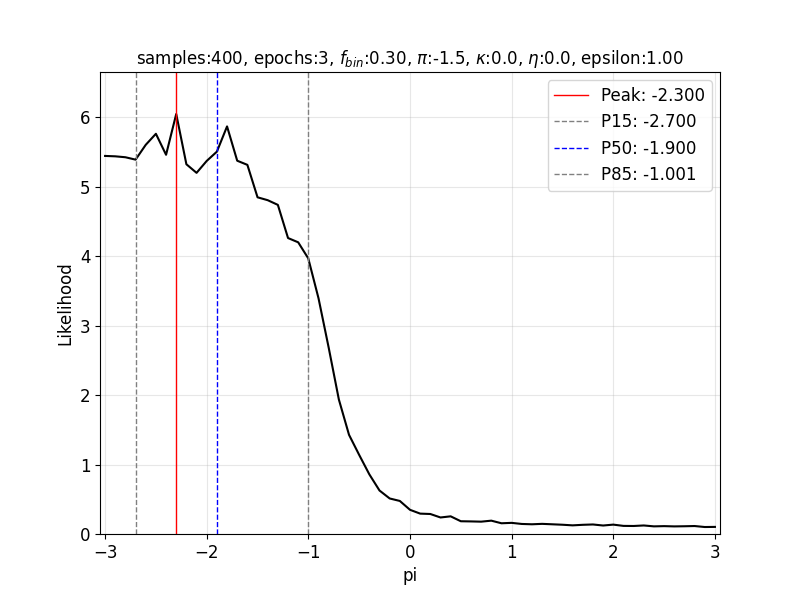 samples:400, epochs:3, f_bin:0.30, π:-1.5, κ:0.0, η:0.0, epsilon:1.00
Peak: -2.300
P15: -2.700
P50: -1.900
P85: -1.001
Likelihood
6
5
4
3
2
1
0
−3 −2 −1 0 1 2 3
pi